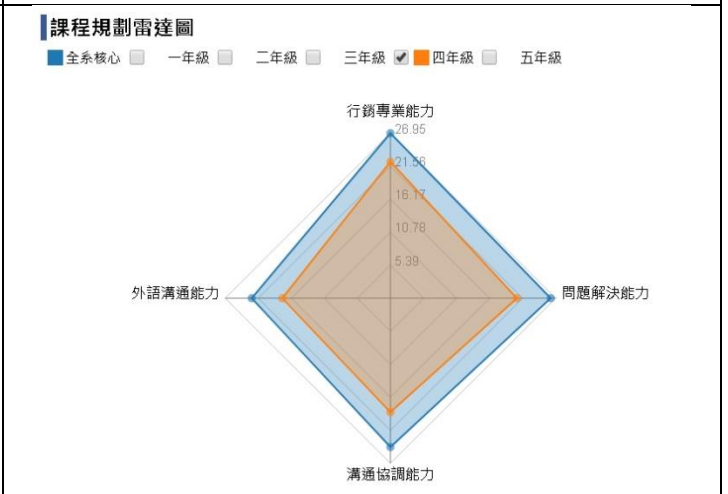 課程規劃雷達圖
全系核心 一年級 二年級 三年級 四年級 五年級
行銷專業能力
26.95
21.56
16.17
10.78
5.39
外語溝通能力
問題解決能力
溝通協調能力